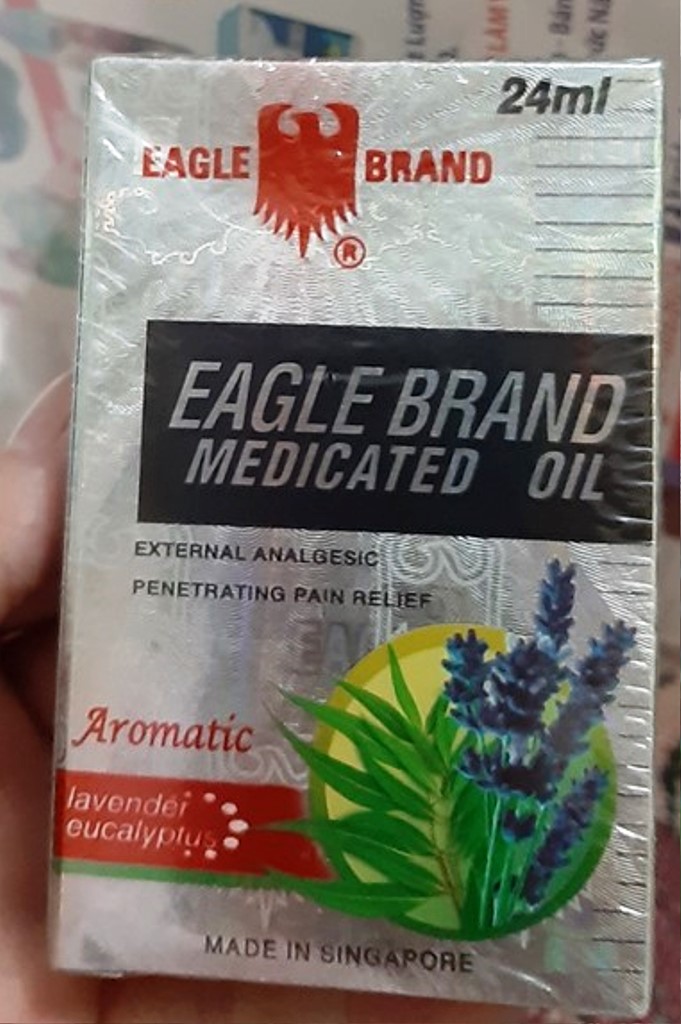 24ml
EAGLE BRAND
®
EAGLE BRAND
MEDICATED OIL
EXTERNAL ANALGESIC
PENETRATING PAIN RELIEF
Aromatic
lavender
eucalyptus
MADE IN SINGAPORE